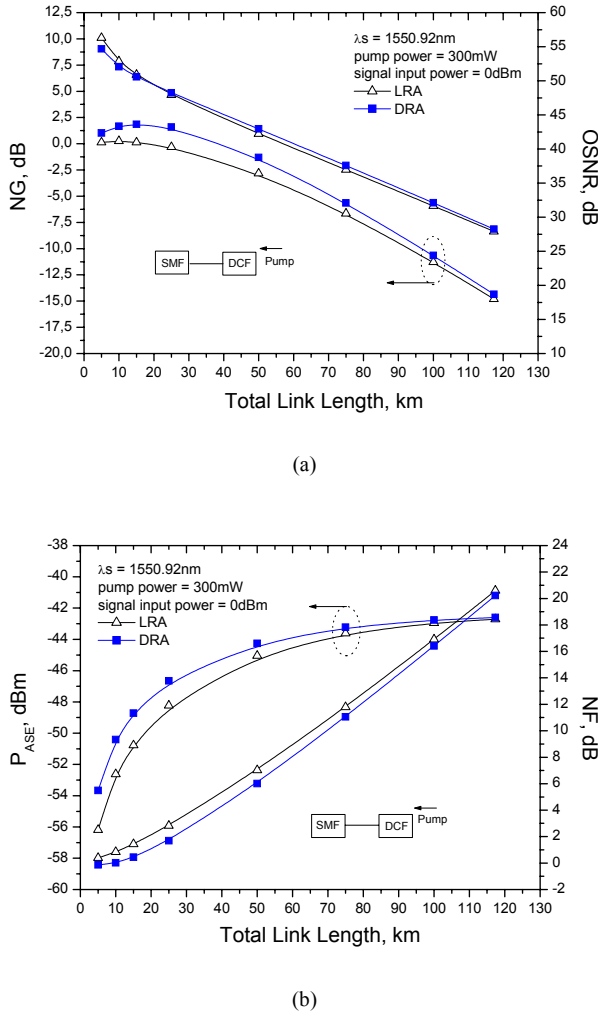 λs = 1550.92nm
pump power = 300mW
signal input power = 0dBm
LRA
DRA
12,5
10,0
7,5
5,0
2,5
0,0
-2,5
-5,0
-7,5
-10,0
-12,5
-15,0
-17,5
-20,0
NG, dB
60
55
50
45
40
35
30
25
20
15
10
OSNR, dB
SMF
DCF
Pump
0 10 20 30 40 50 60 70 80 90 100 110 120 130
Total Link Length, km
(a)
λs = 1550.92nm
pump power = 300mW
signal input power = 0dBm
LRA
DRA
-38
-40
-42
-44
-46
-48
-50
-52
-54
-56
-58
-60
P_ASE, dBm
24
22
20
18
16
14
12
10
8
6
4
2
0
-2
NF, dB
SMF
DCF
Pump
0 10 20 30 40 50 60 70 80 90 100 110 120 130
Total Link Length, km
(b)